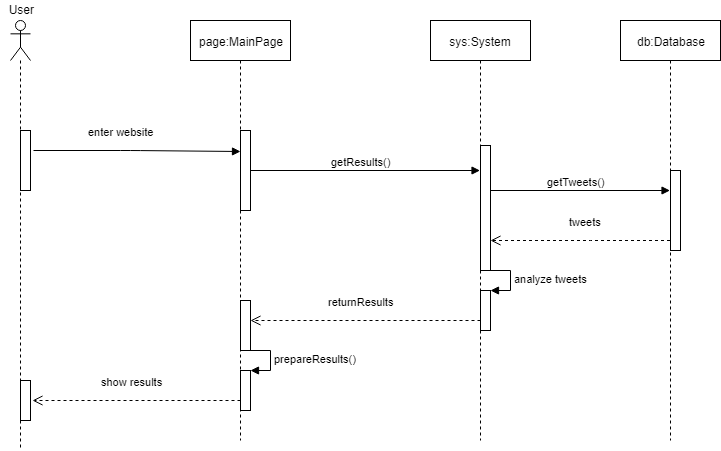 User
page:MainPage
sys:System
db:Database
enter website
getResults()
getTweets()
tweets
analyze tweets
returnResults
prepareResults()
show results